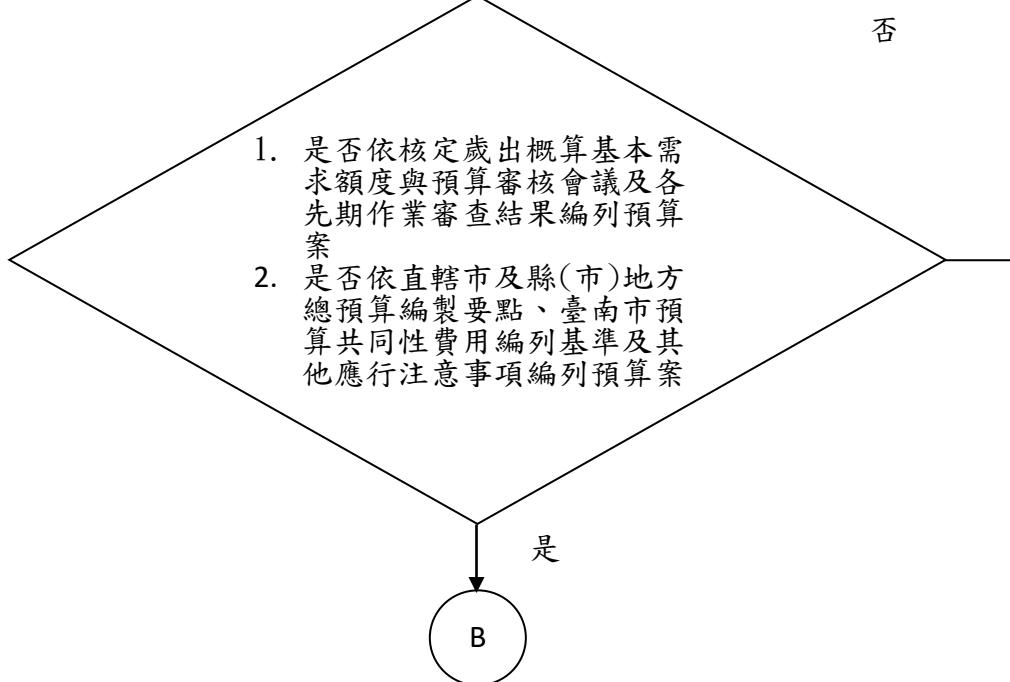 否
1. 是否依核定歲出概算基本需
求額度與預算審核會議及各
先期作業審查結果編列預算
案
2. 是否依直轄市及縣(市)地方
總預算編製要點、臺南市預
算共同性費用編列基準及其
他應行注意事項編列預算案
是
B